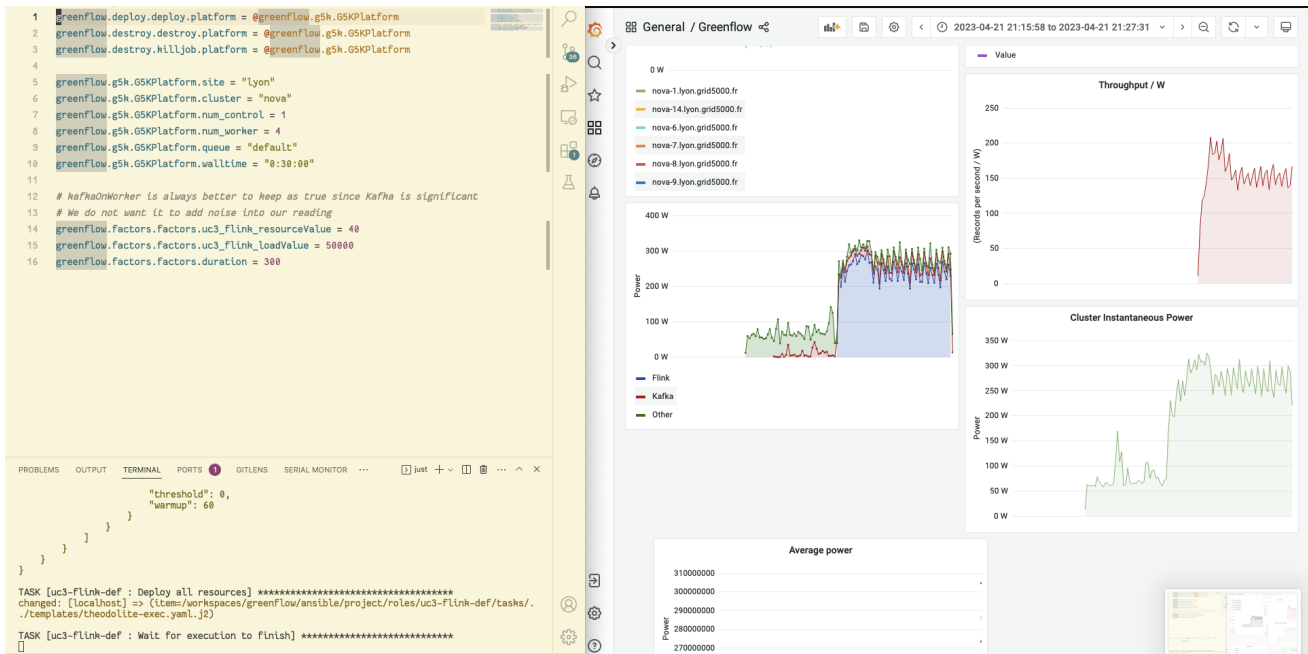 1 greenflow.deploy.deploy.platform = @greenflow.g5k.G5KPlatform
2 greenflow.destroy.destroy.platform = @greenflow.g5k.G5KPlatform
3 greenflow.destroy.killjob.platform = @greenflow.g5k.G5KPlatform
4
5 greenflow.g5k.G5KPlatform.site = "lyon"
6 greenflow.g5k.G5KPlatform.cluster = "nova"
7 greenflow.g5k.G5KPlatform.num_control = 1
8 greenflow.g5k.G5KPlatform.num_worker = 4
9 greenflow.g5k.G5KPlatform.queue = "default"
10 greenflow.g5k.G5KPlatform.walltime = "0:30:00"
11
12 # kafkaOnWorker is always better to keep as true since Kafka is significant
13 # We do not want it to add noise into our reading
14 greenflow.factors.factors.uc3_flink_resourceValue = 40
15 greenflow.factors.factors.uc3_flink_loadValue = 50000
16 greenflow.factors.factors.duration = 300
36
1
PROBLEMS OUTPUT TERMINAL PORTS 1 GITLENS SERIAL MONITOR ··· just
"threshold": 0,
"warmup": 60
}
}
]
}
}
}
TASK [uc3-flink-def : Deploy all resources] ************************************
changed: [localhost] => (item=/workspaces/greenflow/ansible/project/roles/uc3-flink-def/tasks/.
./templates/theodolite-exec.yaml.j2)
TASK [uc3-flink-def : Wait for execution to finish] ****************************
General / Greenflow
2023-04-21 21:15:58 to 2023-04-21 21:27:31
0 W
nova-1.lyon.grid5000.fr
nova-14.lyon.grid5000.fr
nova-6.lyon.grid5000.fr
nova-7.lyon.grid5000.fr
nova-8.lyon.grid5000.fr
nova-9.lyon.grid5000.fr
400 W
300 W
200 W
100 W
0 W
Power
Flink
Kafka
Other
Value
Throughput / W
250
200
150
100
50
0
(Records per second / W)
Cluster Instantaneous Power
350 W
300 W
250 W
200 W
150 W
100 W
50 W
0 W
Power
Average power
310000000
300000000
290000000
280000000
270000000
Power